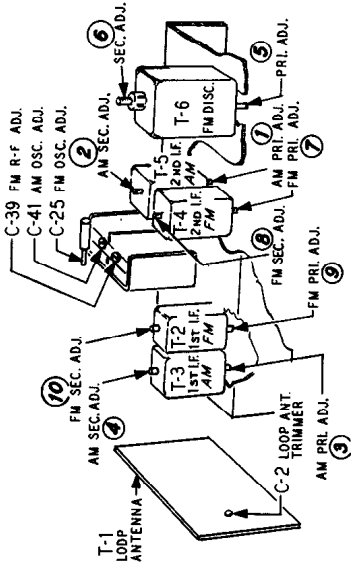 C-39 FM R-F ADJ.
C-41 AM OSC. ADJ.
C-25 FM OSC. ADJ.
2
AM SEC. ADJ.
6
SEC. ADJ.
10
FM SEC. ADJ.
AM SEC. ADJ.
4
T-1
LOOP
ANTENNA
T-3
1ST I.F.
AM
T-2
1ST I.F.
FM
T-4
2ND I.F.
FM
T-5
2ND I.F.
AM
T-6
FM DISC.
5
PRI. ADJ.
1
AM PRI. ADJ.
FM PRI. ADJ.
7
8
FM SEC. ADJ.
FM PRI. ADJ.
9
C-2 LOOP ANT.
TRIMMER
AM PRI. ADJ.
3